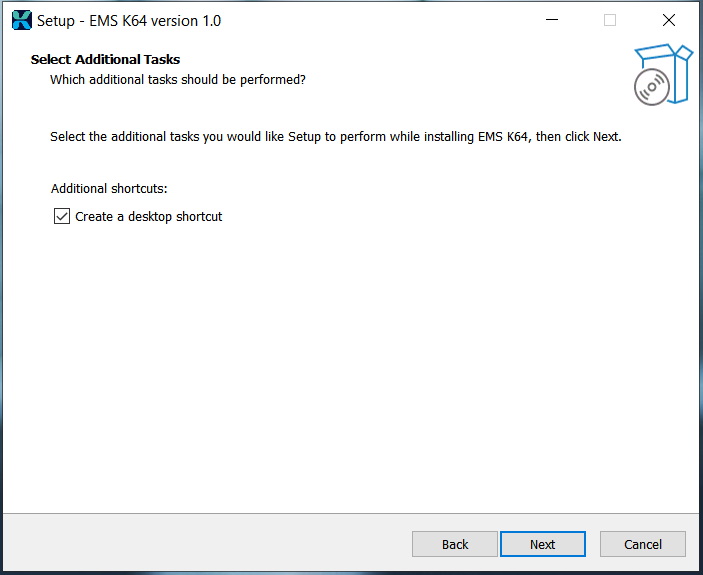 Setup - EMS K64 version 1.0
Select Additional Tasks
Which additional tasks should be performed?
Select the additional tasks you would like Setup to perform while installing EMS K64, then click Next.
Additional shortcuts:
Create a desktop shortcut
Back
Next
Cancel